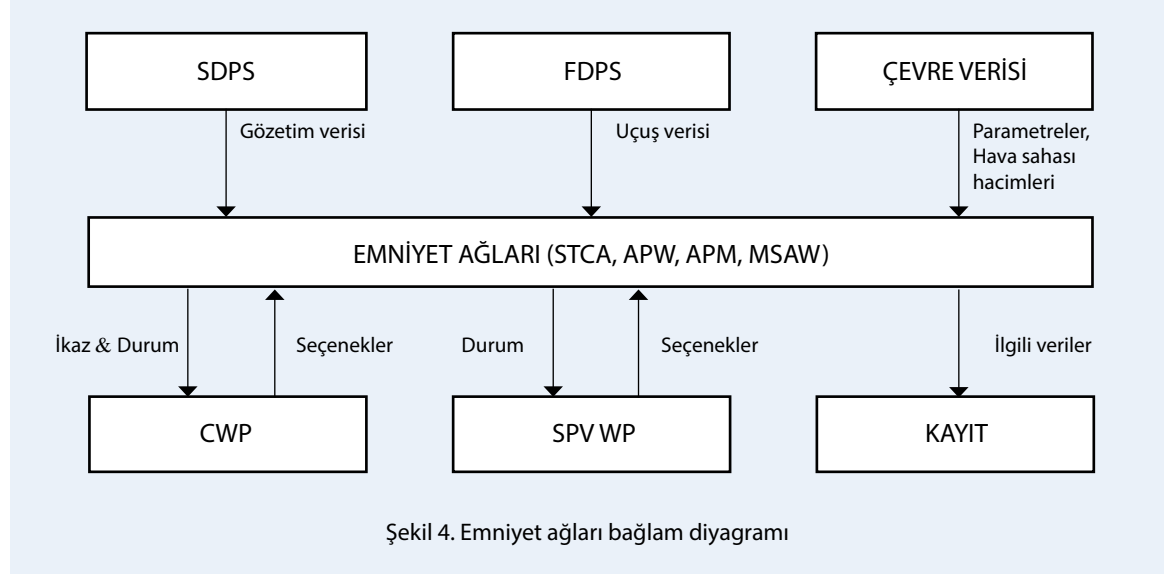 SDPS
FDPS
ÇEVRE VERİSİ
Gözetim verisi
Uçuş verisi
Parametreler,
Hava sahası
hacimleri
EMNİYET AĞLARI (STCA, APW, APM, MSAW)
İkaz & Durum
Seçenekler
Durum
Seçenekler
İlgili veriler
CWP
SPV WP
KAYIT
Şekil 4. Emniyet ağları bağlam diyagramı